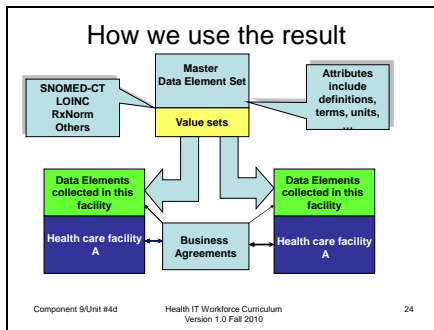 How we use the result
Master
Data Element Set
SNOMED-CT
LOINC
RxNorm
Others
Attributes
include
definitions,
terms, units,
...
Value sets
Data Elements
collected in this
facility
Data Elements
collected in this
facility
Health care facility
A
Business
Agreements
Health care facility
A
Component 9/Unit #4d
Health IT Workforce Curriculum
Version 1.0 Fall 2010
24